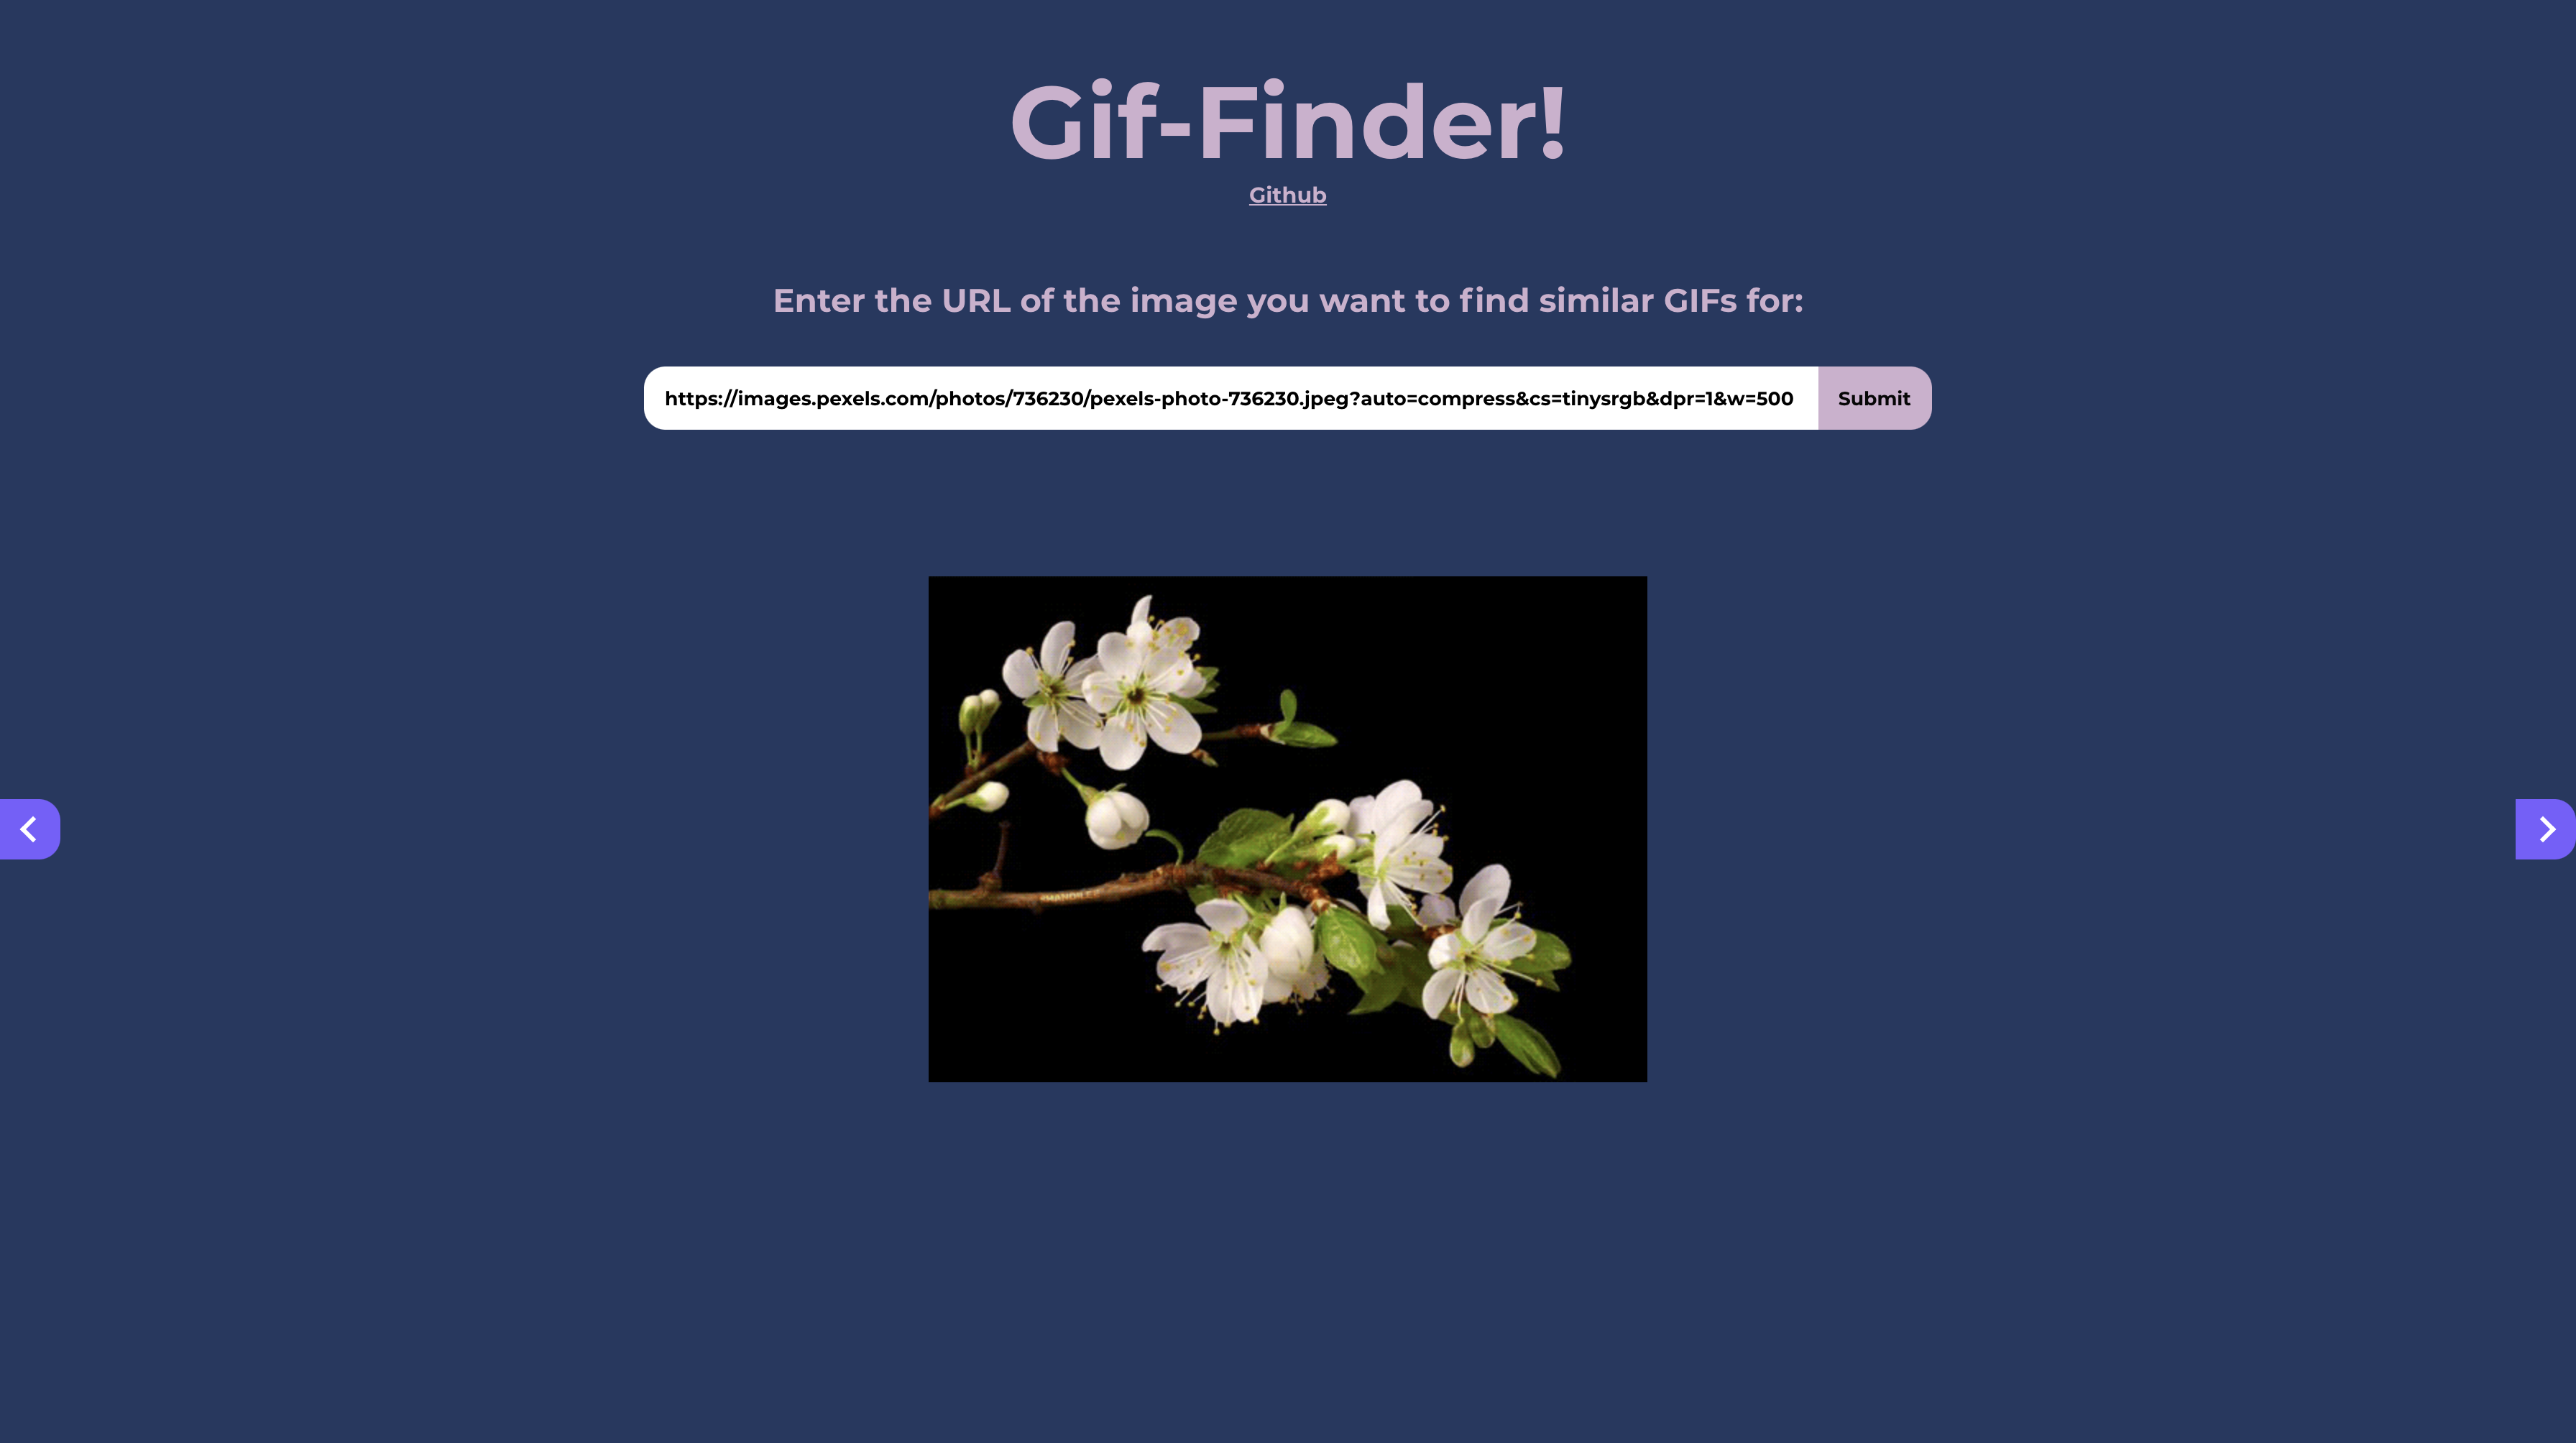 Gif-Finder!
Github
Enter the URL of the image you want to find similar GIFs for:
https://images.pexels.com/photos/736230/pexels-photo-736230.jpeg?auto=compress&cs=tinysrgb&dpr=1&w=500
Submit